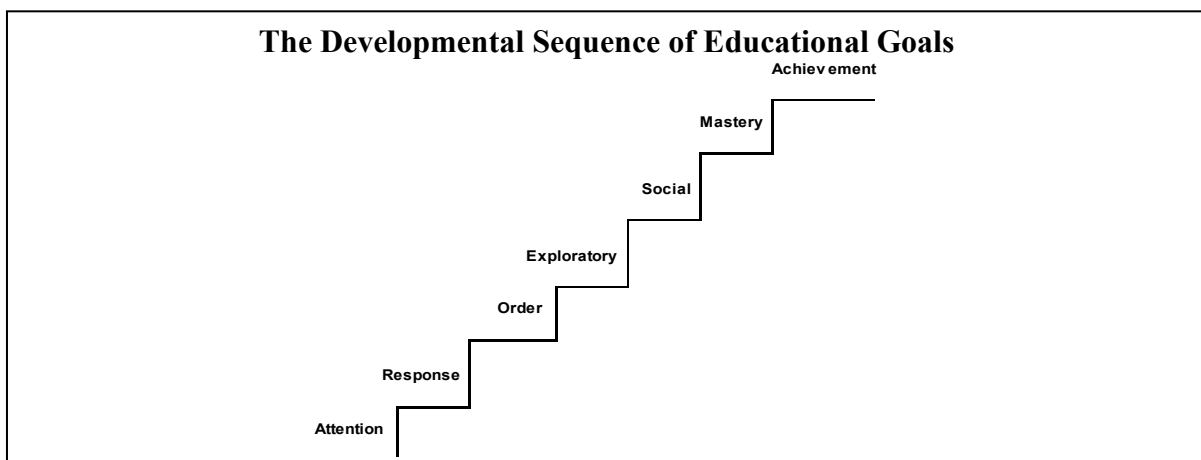 The Developmental Sequence of Educational Goals
Achievement
Mastery
Social
Exploratory
Order
Response
Attention